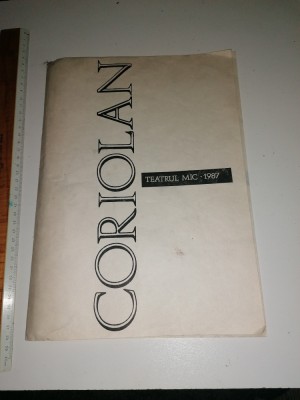 CORIOLAN
TEATRUL MIC · 1987